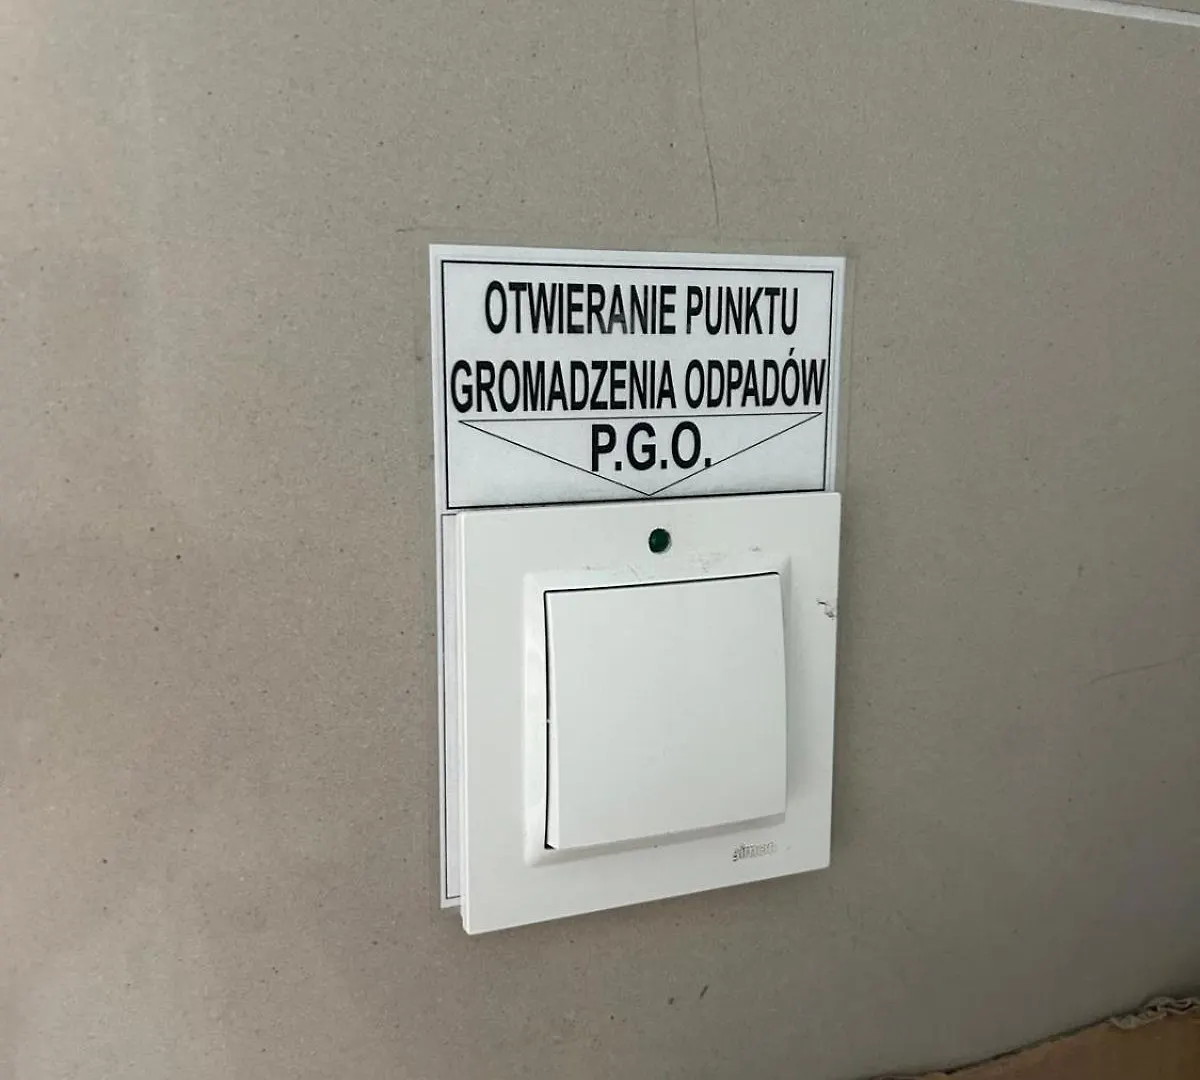 OTWIERANIE PUNKTU
GROMADZENIA ODPADÓW
P.G.O.
simon